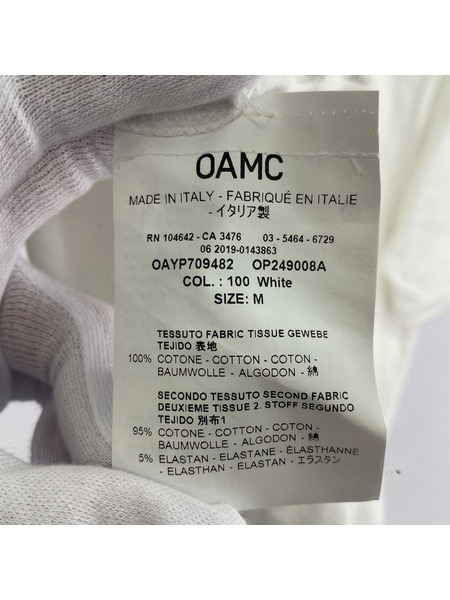 OAMC
MADE IN ITALY - FABRIQUÉ EN ITALIE
- イタリア製
RN 104642 - CA 3476 03 - 5464 - 6729
06 2019-0143863
OAYP709482 OP249008A
COL. : 100 White
SIZE: M
TESSUTO FABRIC TISSUE GEWEBE
TEJIDO 表地
100% COTONE - COTTON - COTON -
BAUMWOLLE - ALGODON - 綿
SECONDO TESSUTO SECOND FABRIC
DEUXIEME TISSUE 2. STOFF SEGUNDO
TEJIDO 別布1
95% COTONE - COTTON - COTON -
BAUMWOLLE - ALGODON - 綿
5% ELASTAN - ELASTANE - ÉLASTHANNE
- ELASTHAN - ELASTAN - エラスタン